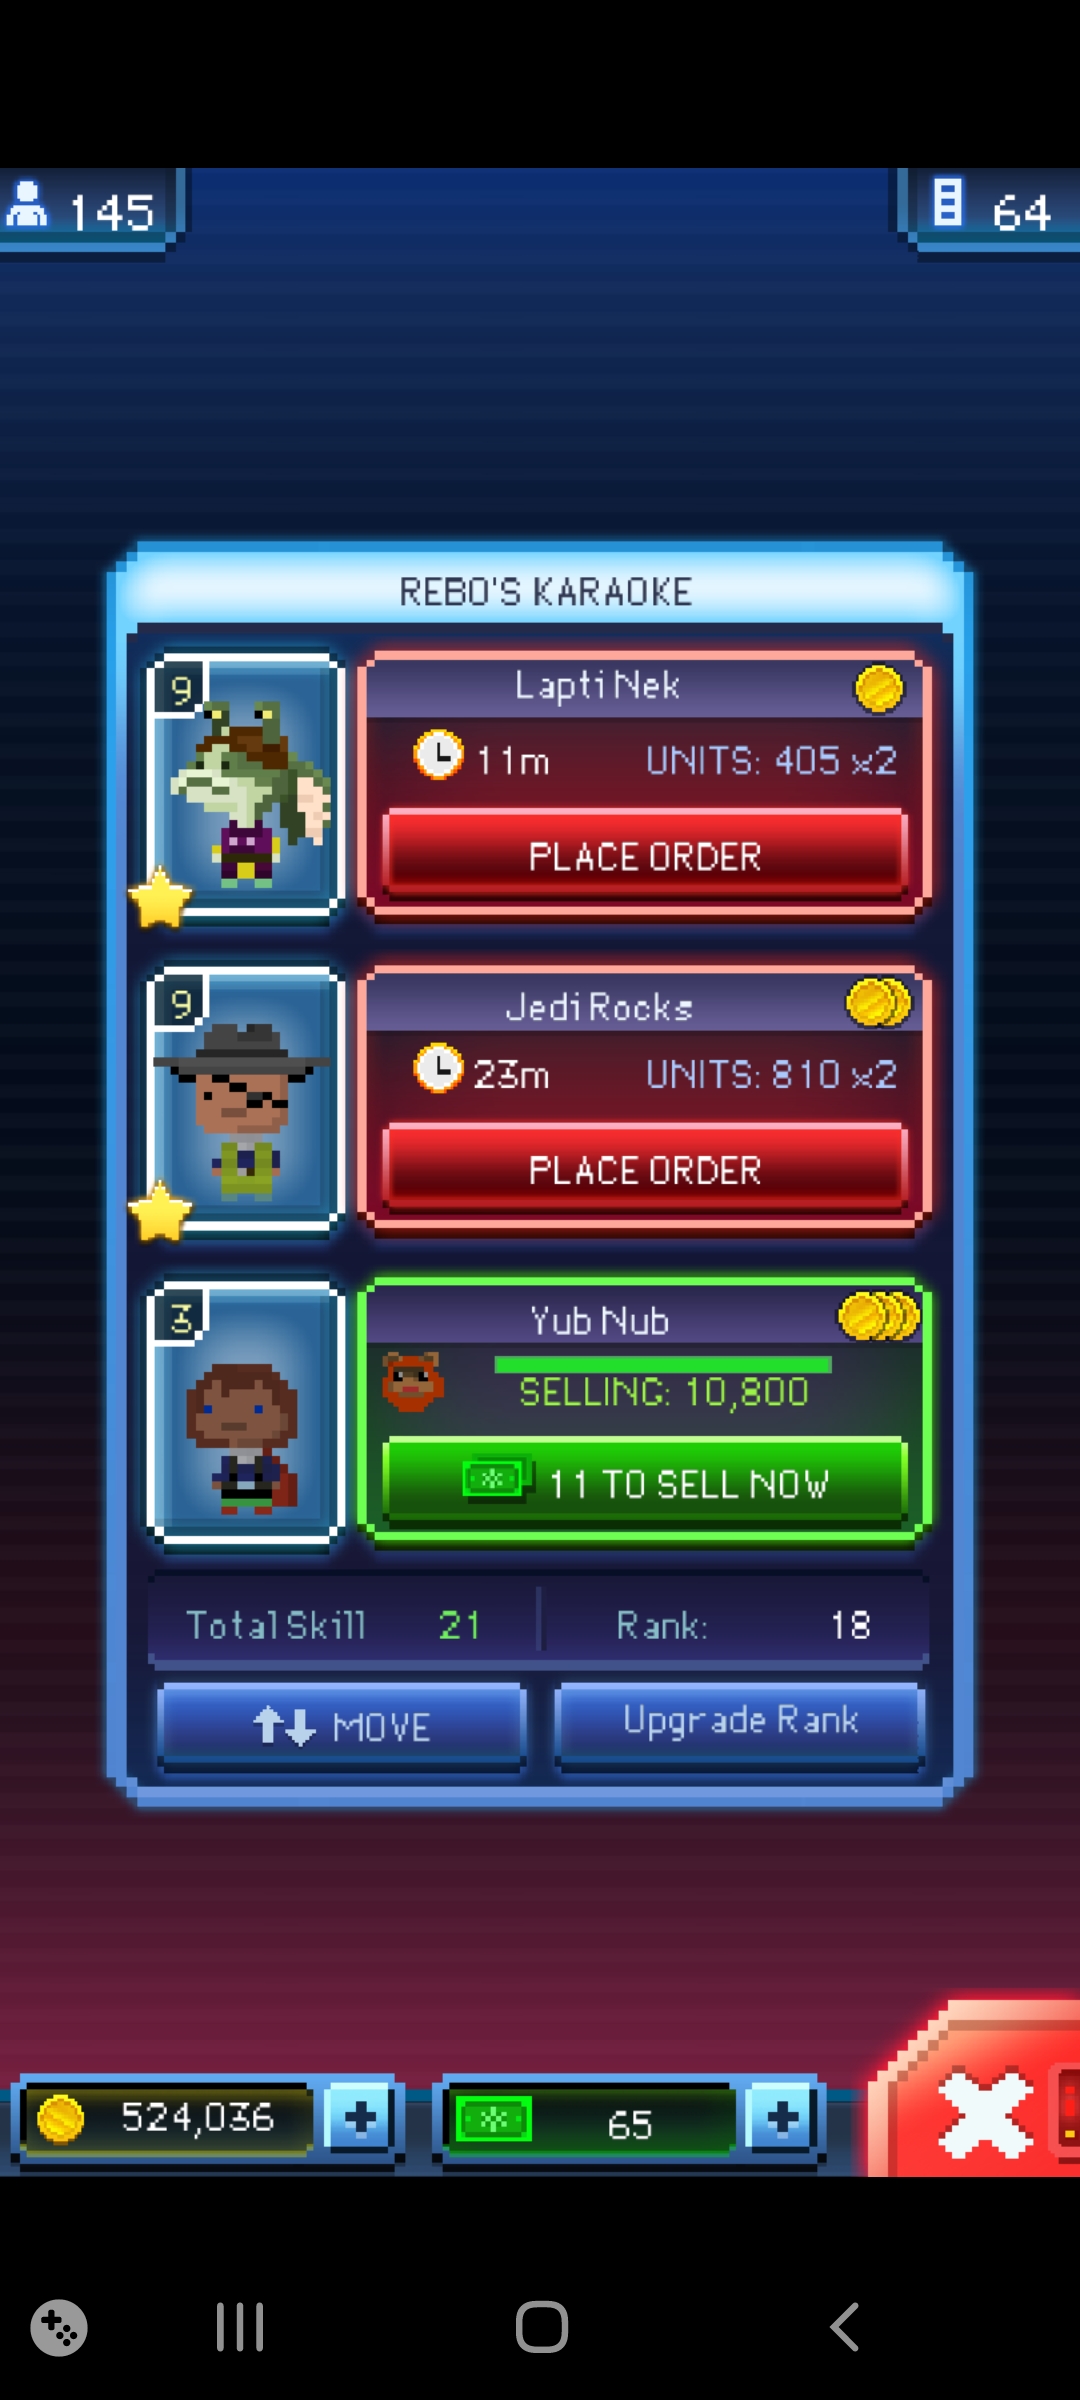 145
64
REBO'S KARAOKE
9
Lapti Nek
11m
UNITS: 405 x2
PLACE ORDER
9
Jedi Rocks
23m
UNITS: 810 x2
PLACE ORDER
3
Yub Nub
SELLING: 10,800
11 TO SELL NOW
Total Skill 21
Rank: 18
MOVE
Upgrade Rank
524,036
65